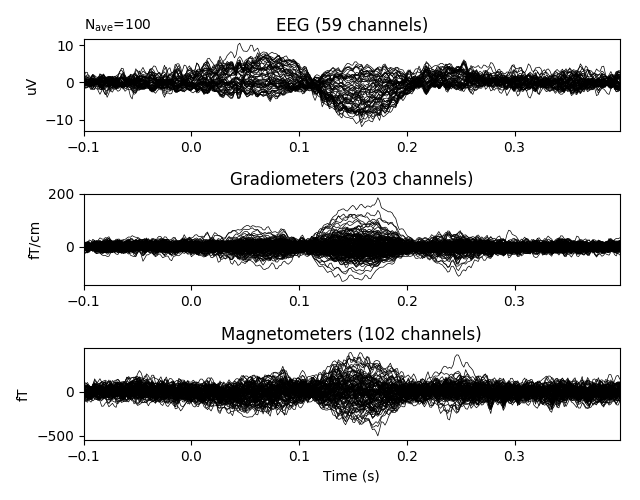 N_ave=100
EEG (59 channels)
10
0
−10
uV
−0.1 0.0 0.1 0.2 0.3
Gradiometers (203 channels)
200
0
fT/cm
−0.1 0.0 0.1 0.2 0.3
Magnetometers (102 channels)
0
−500
fT
−0.1 0.0 0.1 0.2 0.3
Time (s)